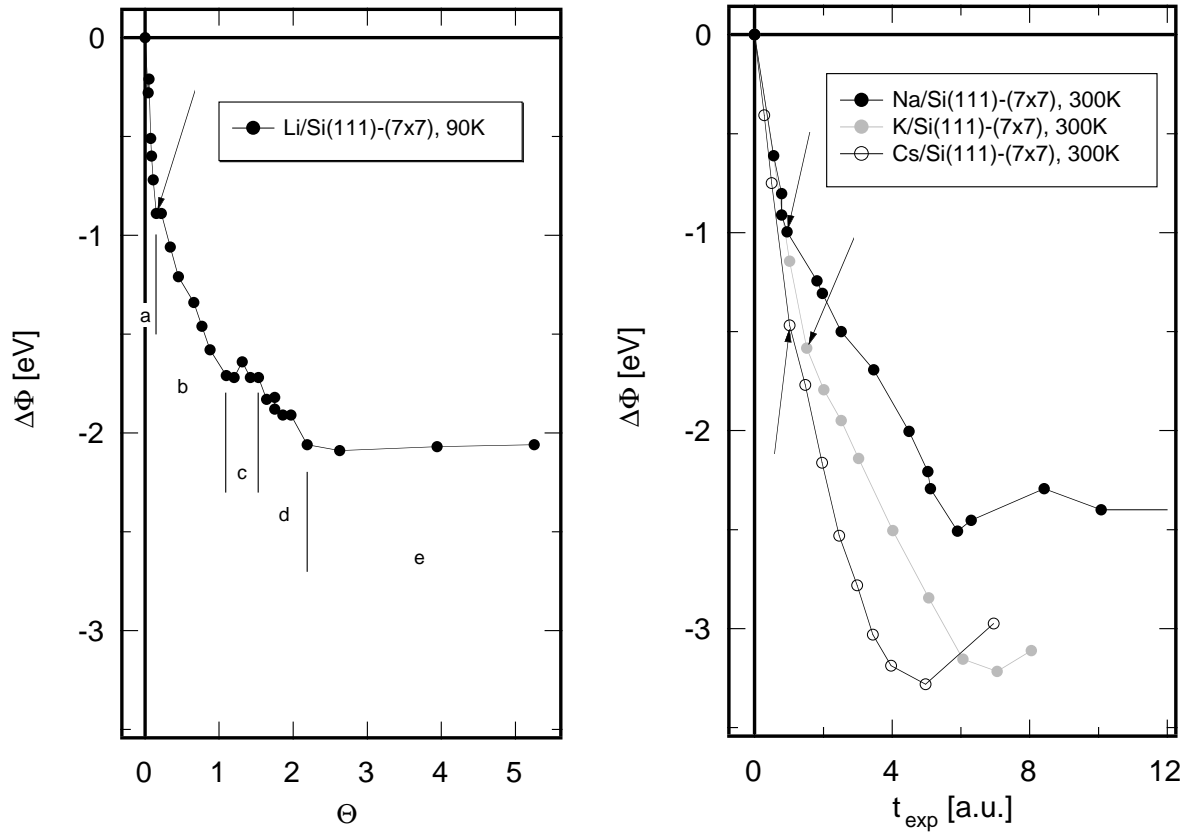 0
-1
-2
-3
ΔΦ [eV]
Li/Si(111)-(7x7), 90K
a
b
c
d
e
0 1 2 3 4 5
Θ
0
-1
-2
-3
ΔΦ [eV]
Na/Si(111)-(7x7), 300K
K/Si(111)-(7x7), 300K
Cs/Si(111)-(7x7), 300K
0 4 8 12
t exp [a.u.]